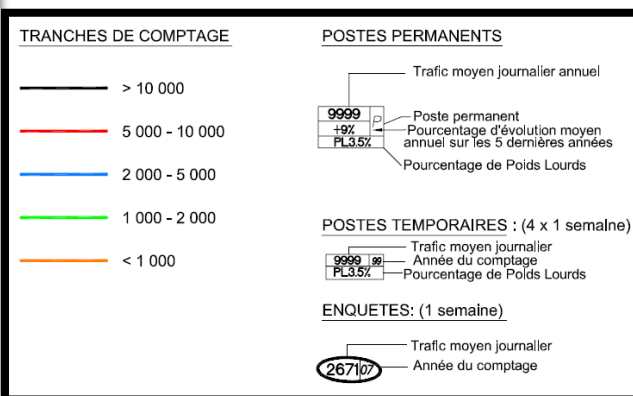 TRANCHES DE COMPTAGE
> 10 000
5 000 - 10 000
2 000 - 5 000
1 000 - 2 000
< 1 000
POSTES PERMANENTS
Trafic moyen journalier annuel
9999
P
Poste permanent
+9%
Pourcentage d'évolution moyen
annuel sur les 5 dernières années
PL3.5%
Pourcentage de Poids Lourds
POSTES TEMPORAIRES : (4 x 1 semaine)
Trafic moyen journalier
9999 99
Année du comptage
PL3.5%
Pourcentage de Poids Lourds
ENQUETES: (1 semaine)
Trafic moyen journalier
2671 07
Année du comptage